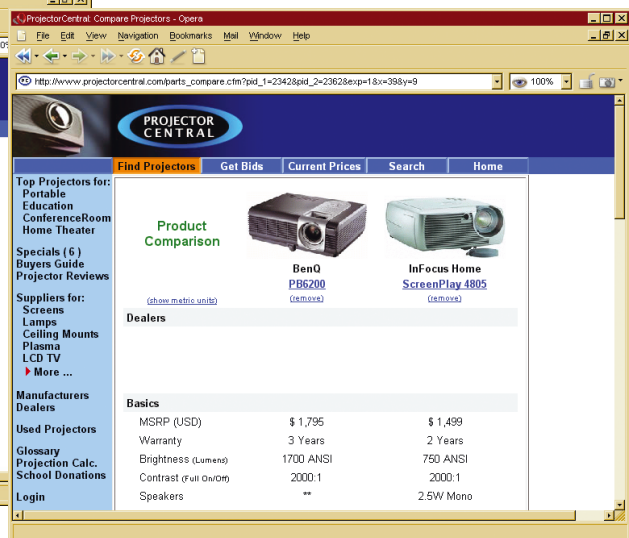 ProjectorCentral: Compare Projectors - Opera
File Edit View Navigation Bookmarks Mail Window Help
http://www.projectorcentral.com/parts_compare.cfm?pid_1=2342&pid_2=2362&exp=1&x=39&y=9 100%
PROJECTOR
CENTRAL
Find Projectors Get Bids Current Prices Search Home
Top Projectors for:
Portable
Education
ConferenceRoom
Home Theater
Specials ( 6 )
Buyers Guide
Projector Reviews
Suppliers for:
Screens
Lamps
Ceiling Mounts
Plasma
LCD TV
More ...
Manufacturers
Dealers
Used Projectors
Glossary
Projection Calc.
School Donations
Login
Product
Comparison
(show metric units)
BenQ
PB6200
(remove)
InFocus Home
ScreenPlay 4805
(remove)
Dealers
Basics
MSRP (USD) $ 1,795 $ 1,499
Warranty 3 Years 2 Years
Brightness (Lumens) 1700 ANSI 750 ANSI
Contrast (Full On/Off) 2000:1 2000:1
Speakers ** 2.5W Mono